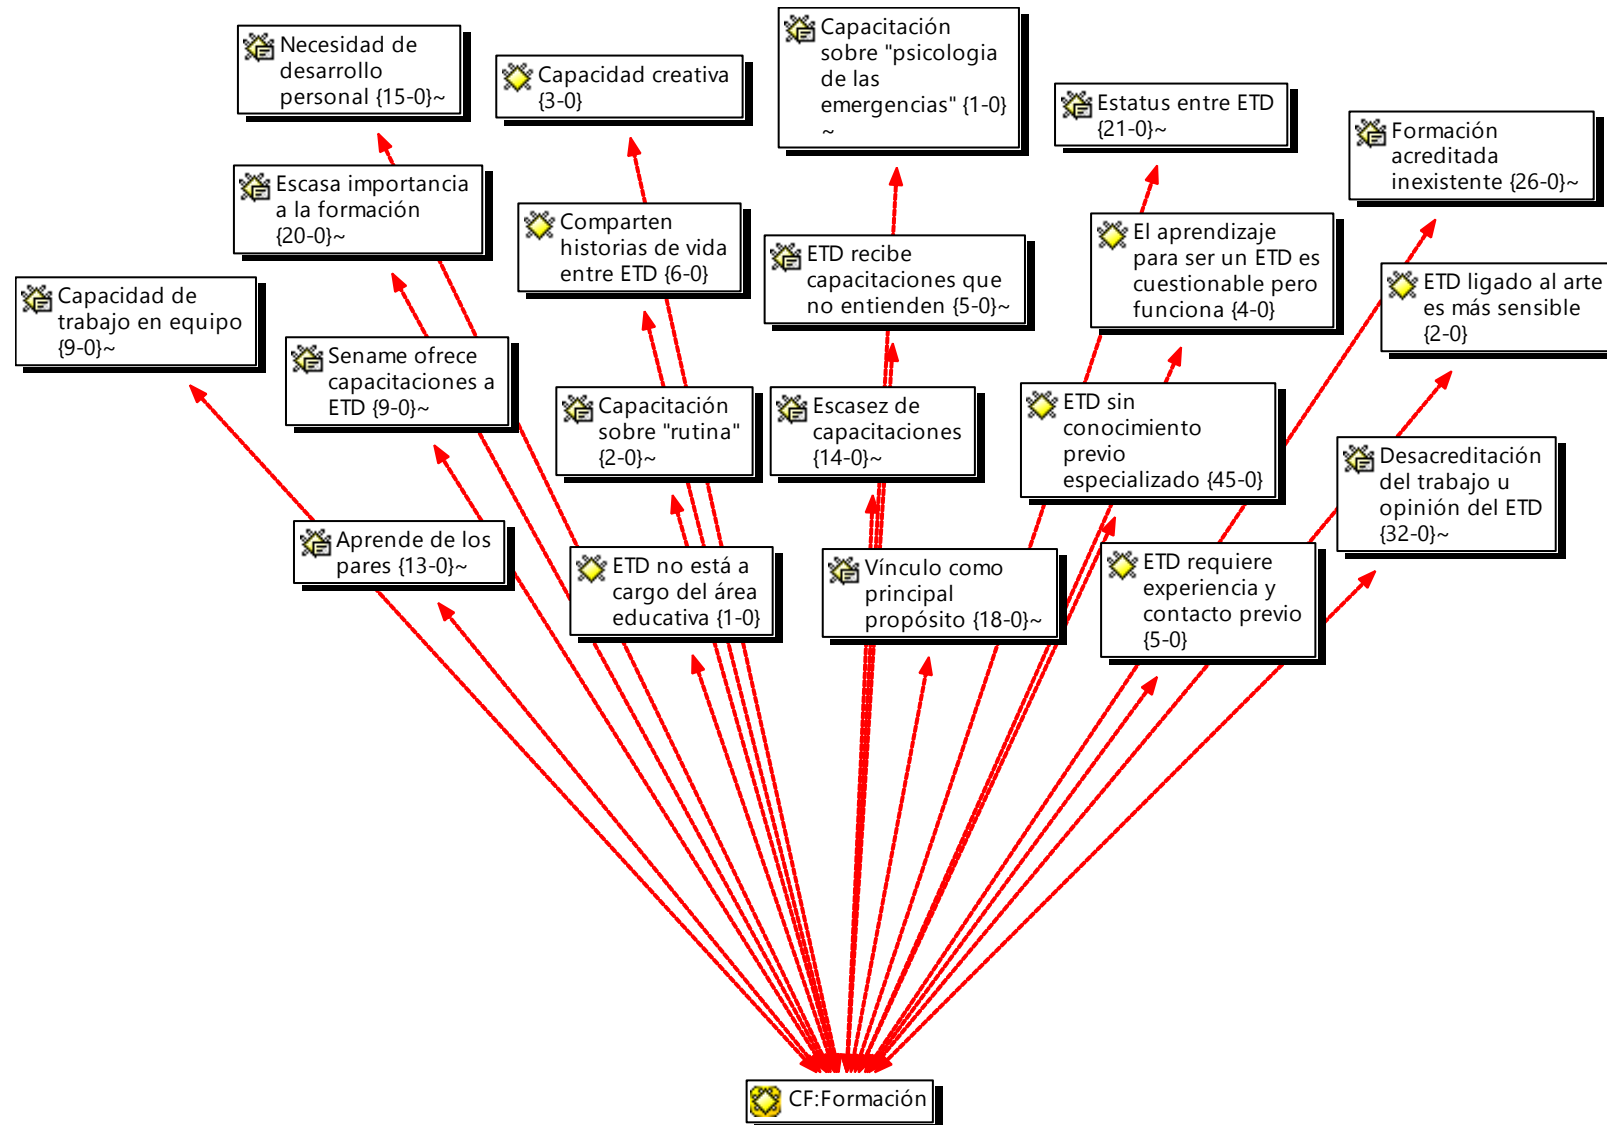 Necesidad de
desarrollo
personal {15-0}~
Capacidad creativa
{3-0}
Capacitación
sobre "psicologia
de las
emergencias" {1-0}
~
Estatus entre ETD
{21-0}~
Formación
acreditada
inexistente {26-0}~
Escasa importancia
a la formación
{20-0}~
Comparten
historias de vida
entre ETD {6-0}
ETD recibe
capacitaciones que
no entienden {5-0}~
El aprendizaje
para ser un ETD es
cuestionable pero
funciona {4-0}
ETD ligado al arte
es más sensible
{2-0}
Capacidad de
trabajo en equipo
{9-0}~
Sename ofrece
capacitaciones a
ETD {9-0}~
Capacitación
sobre "rutina"
{2-0}~
Escasez de
capacitaciones
{14-0}~
ETD sin
conocimiento
previo
especializado {45-0}
Desacreditación
del trabajo u
opinión del ETD
{32-0}~
Aprende de los
pares {13-0}~
ETD no está a
cargo del área
educativa {1-0}
Vínculo como
principal
propósito {18-0}~
ETD requiere
experiencia y
contacto previo
{5-0}
CF:Formación